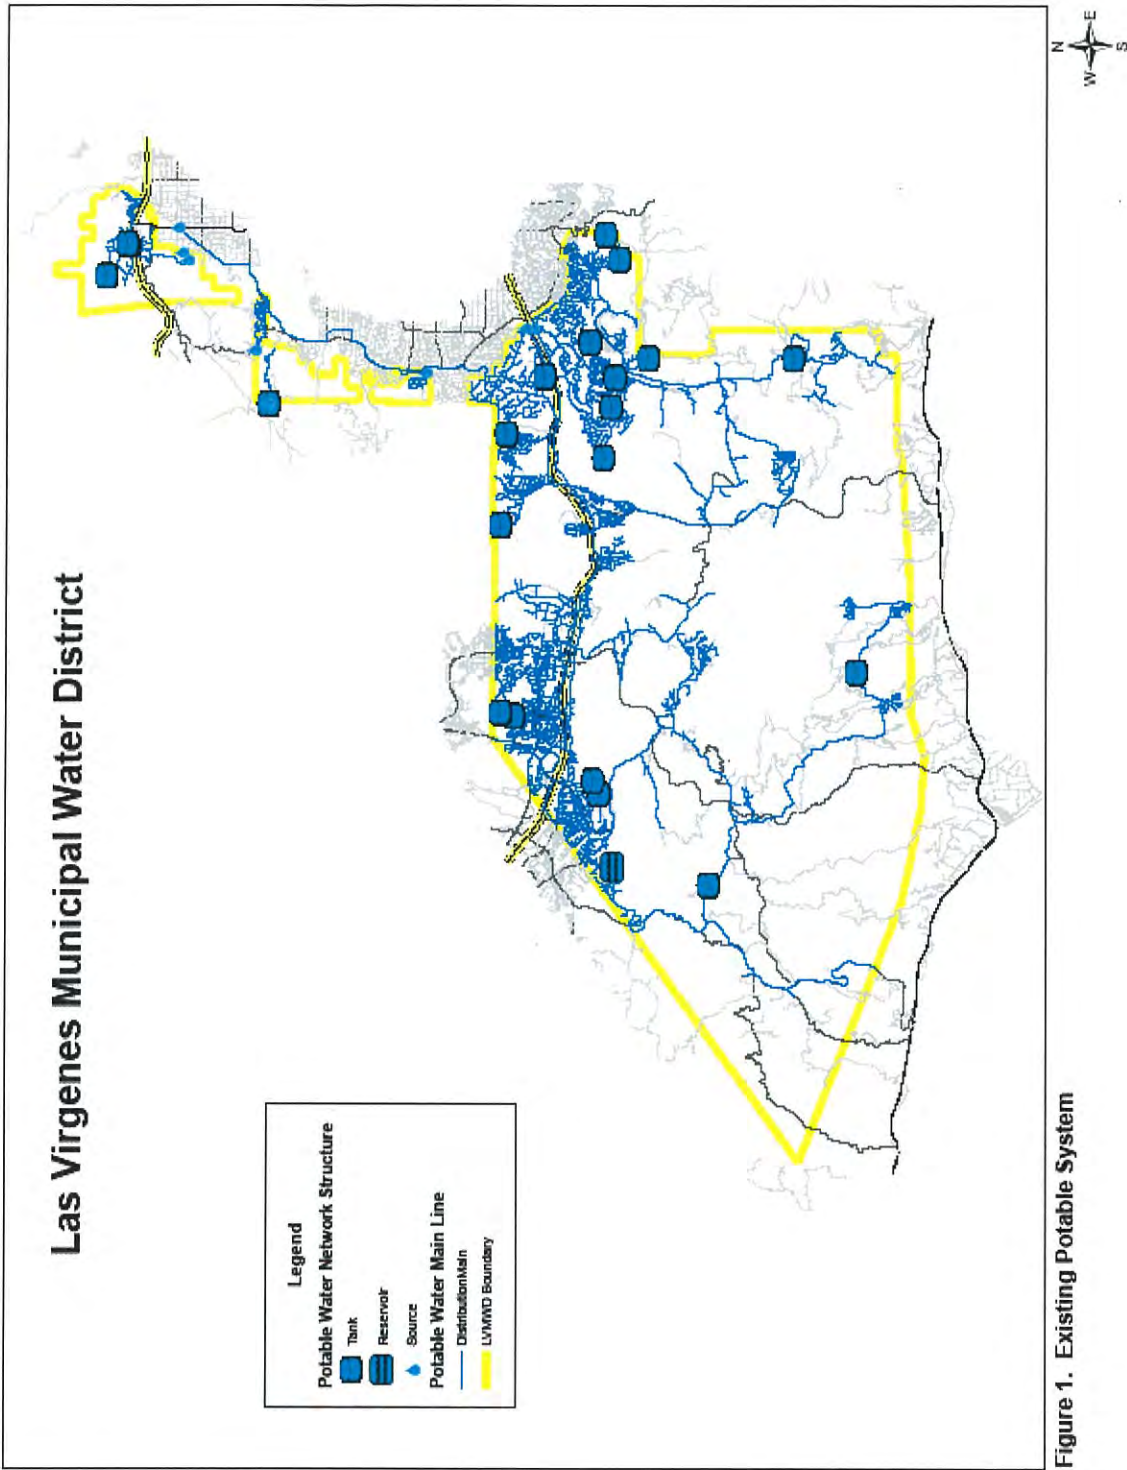 Las Virgenes Municipal Water District
Legend
Potable Water Network Structure
Tank
Reservoir
Source
Potable Water Main Line
DistributionMain
LVMWD Boundary
N
W E
S
Figure 1. Existing Potable System